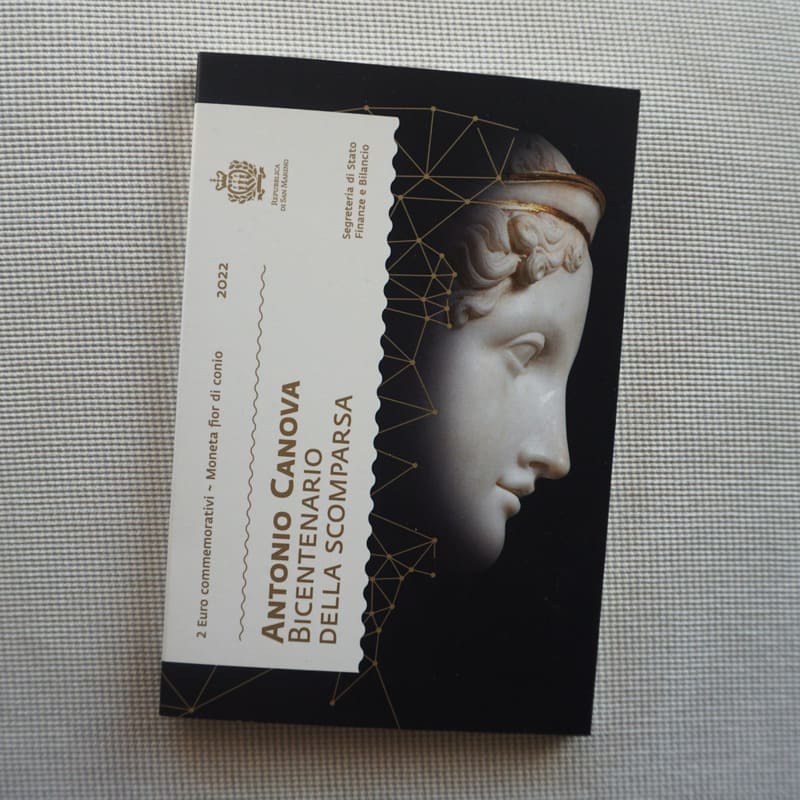 REPUBBLICA
DI SAN MARINO
Segreteria di Stato
Finanze e Bilancio
2 Euro commemorativi ~ Moneta fior di conio
2022
ANTONIO CANOVA
BICENTENARIO
DELLA SCOMPARSA